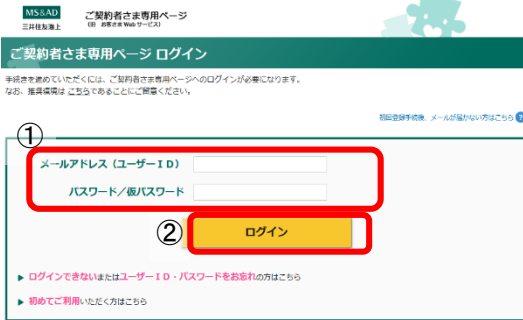 MS&AD
三井住友海上
ご契約者さま専用ページ
(旧 お客さまWebサービス)
ご契約者さま専用ページ ログイン
手続きを進めていただくには、ご契約者さま専用ページへのログインが必要になります。
なお、推奨環境は こちらであることにご留意ください。
初回登録手続後、メールが届かない方はこちら ?
①
メールアドレス（ユーザーＩＤ）
パスワード／仮パスワード
② ログイン
▶ ログインできないまたはユーザーＩＤ・パスワードをお忘れの方はこちら
▶ 初めてご利用いただく方はこちら